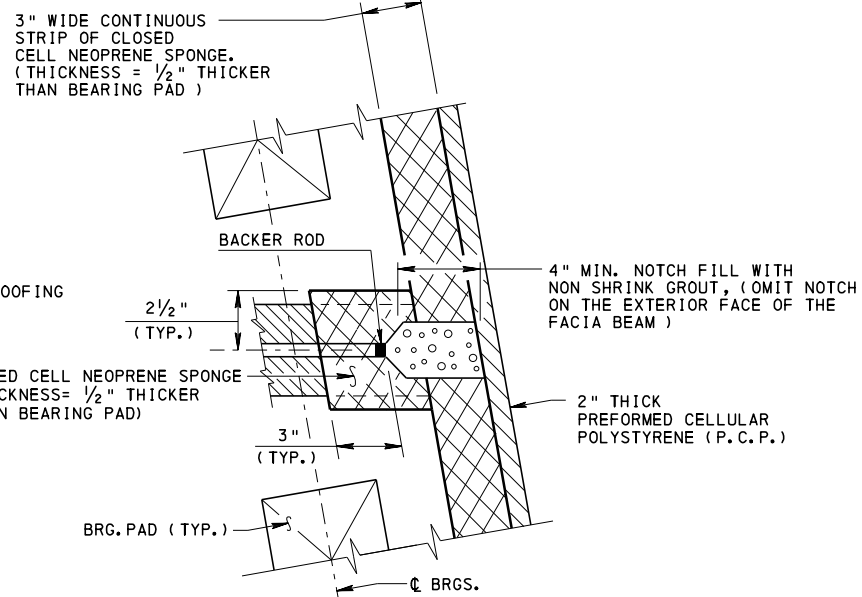 3" WIDE CONTINUOUS
STRIP OF CLOSED
CELL NEOPRENE SPONGE.
(THICKNESS = ½" THICKER
THAN BEARING PAD )
BACKER ROD
4" MIN. NOTCH FILL WITH
NON SHRINK GROUT, (OMIT NOTCH
ON THE EXTERIOR FACE OF THE
FACIA BEAM )
OOFING
2½"
(TYP.)
ED CELL NEOPRENE SPONGE
CKNESS= ½" THICKER
N BEARING PAD)
2" THICK
PREFORMED CELLULAR
POLYSTYRENE (P.C.P.)
3"
(TYP.)
BRG. PAD (TYP.)
℄ BRGS.